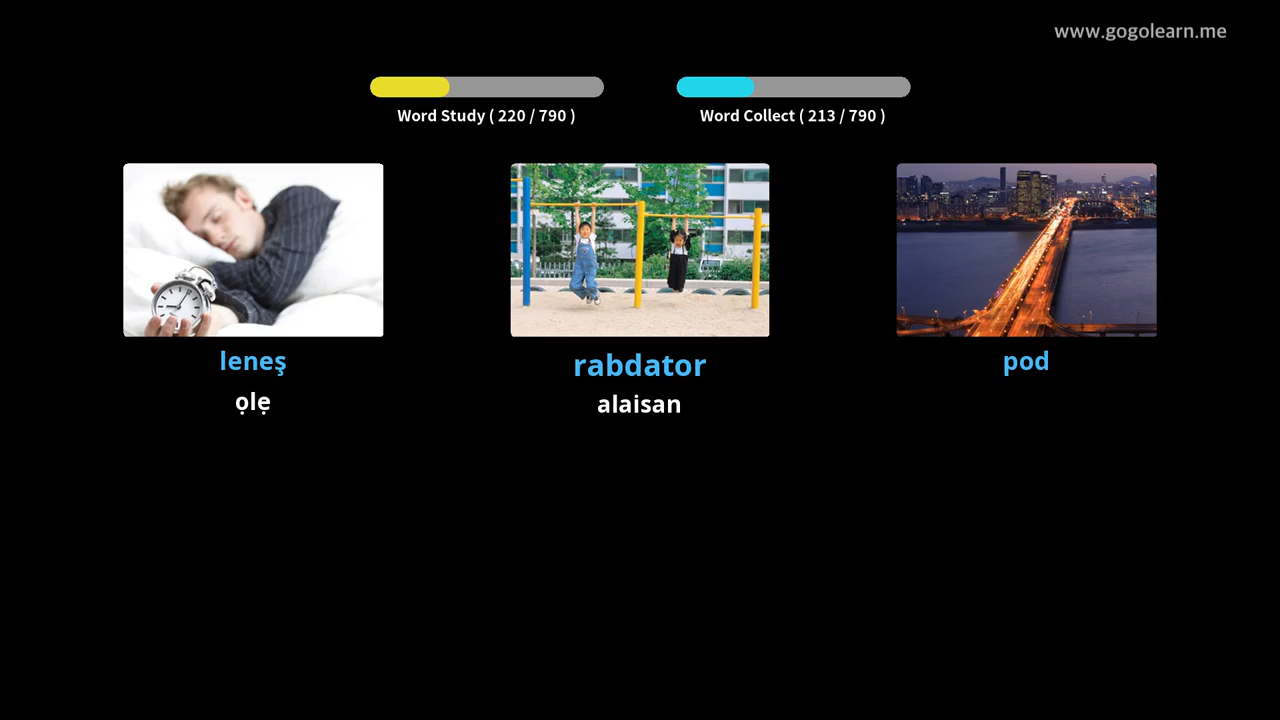 www.gogolearn.me
Word Study ( 220 / 790 )
Word Collect ( 213 / 790 )
leneş
rabdator
pod
ọlẹ
alaisan